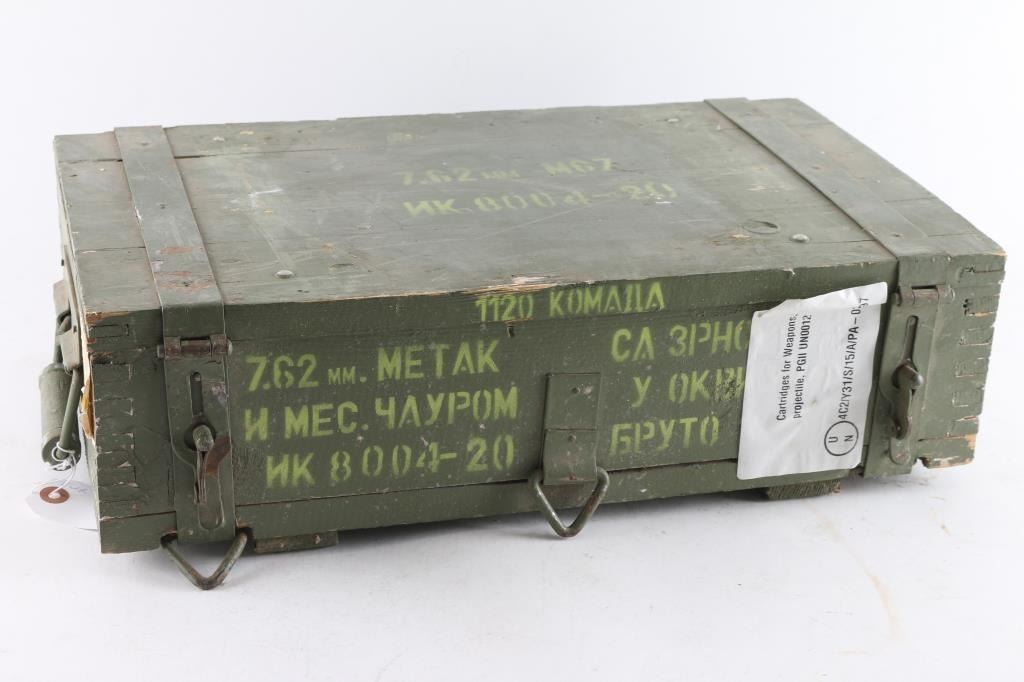 7.62 мм М67
ИК 8004-20
1120 КОМАДА
7.62 мм. МЕТАК
И МЕС. ЧАУРОМ
ИК 8004-20
СА ЗРНО
У
БРУТО
Cartridges for Weapons,
projectile, PGII UN0012
U
N
4C2/Y31/S/15/A/PA-